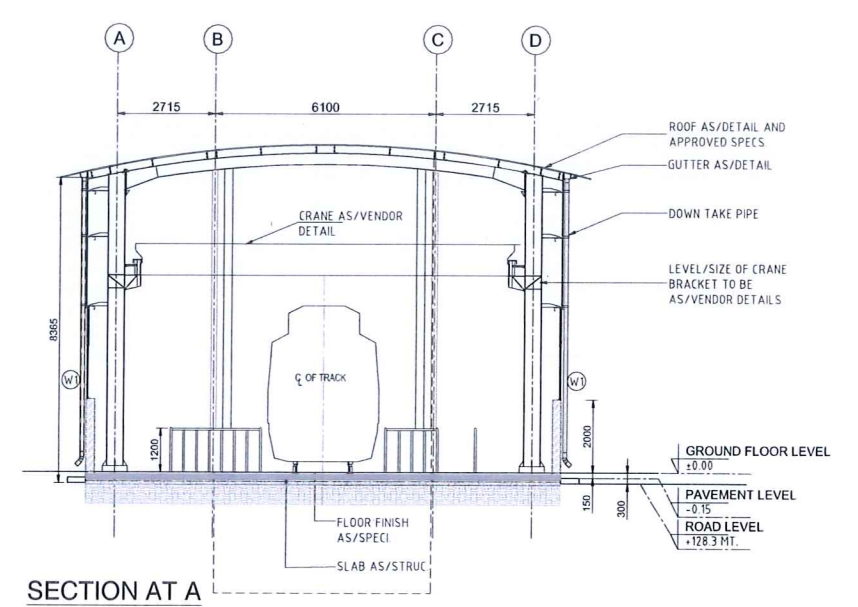 A B C D
2715 6100 2715
ROOF AS/DETAIL AND
APPROVED SPECS
GUTTER AS/DETAIL
CRANE AS/VENDOR
DETAIL
DOWN TAKE PIPE
LEVEL/SIZE OF CRANE
BRACKET TO BE
AS/VENDOR DETAILS
8365
W1
℄ OF TRACK
W1
1200
2000
GROUND FLOOR LEVEL
±0.00
150
300
PAVEMENT LEVEL
-0.15
FLOOR FINISH
AS/SPECI.
ROAD LEVEL
+128.3 MT.
SLAB AS/STRUC
SECTION AT A